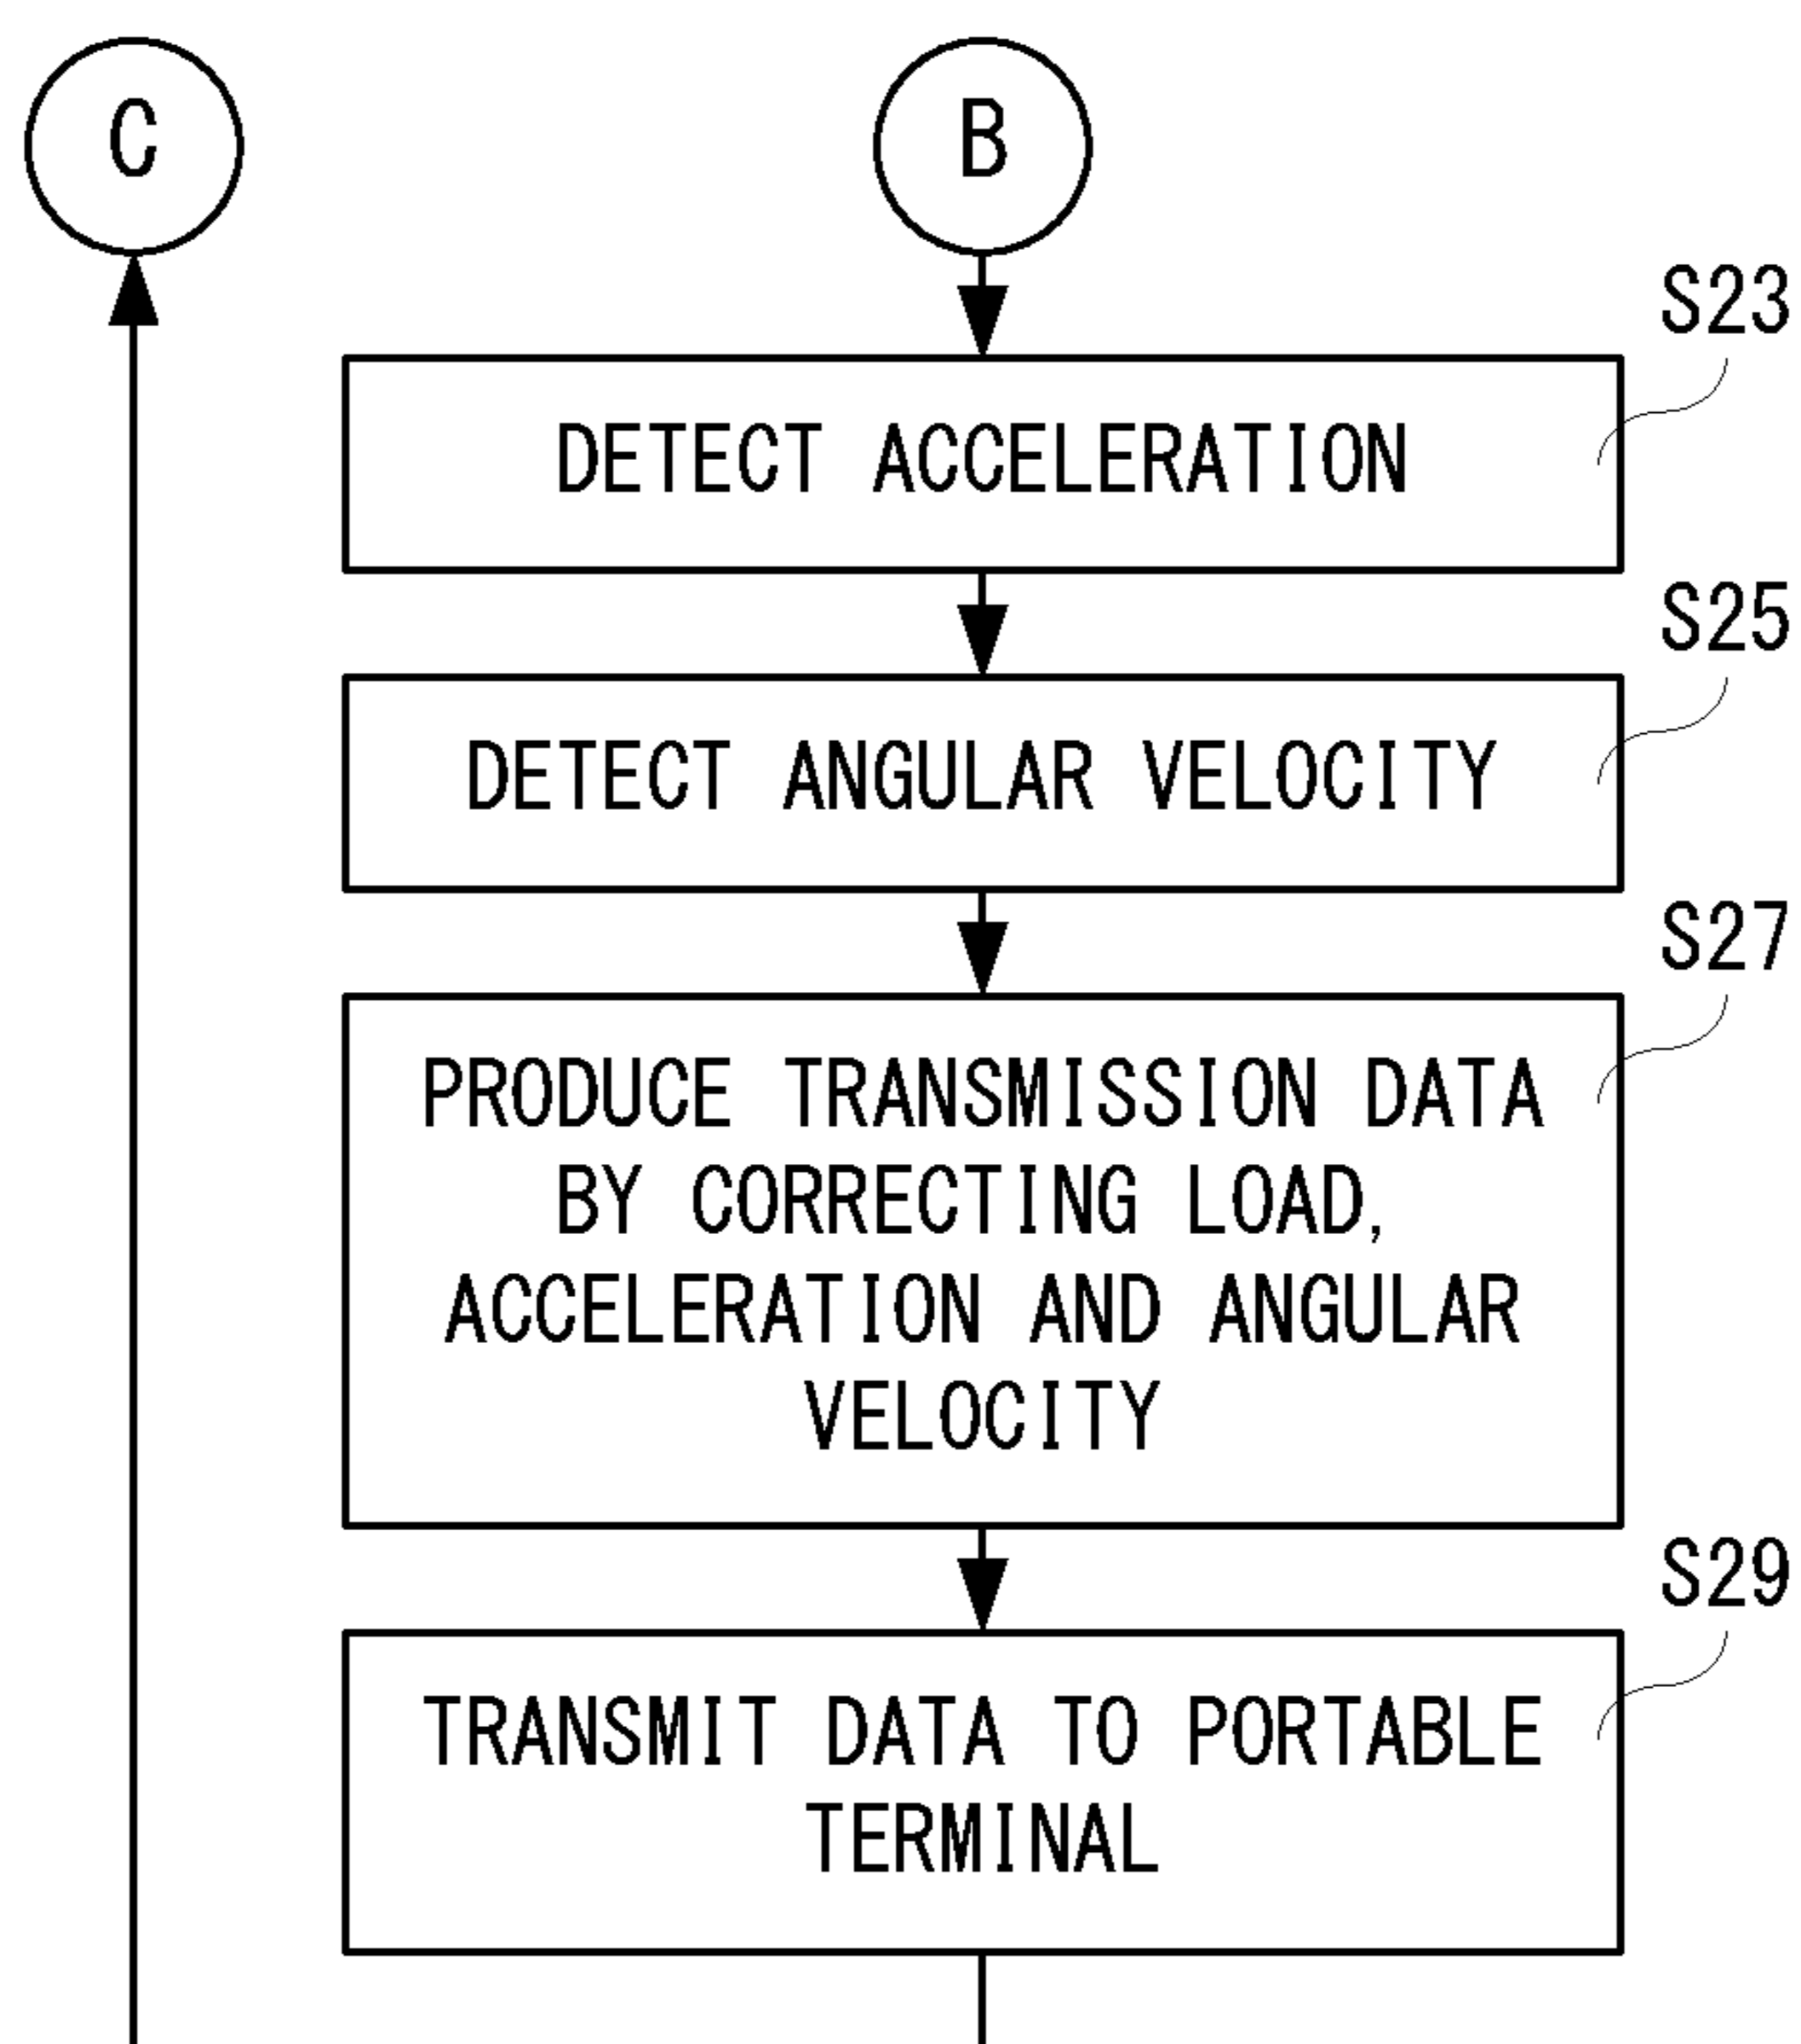 C
B
S23
DETECT ACCELERATION
S25
DETECT ANGULAR VELOCITY
S27
PRODUCE TRANSMISSION DATA
BY CORRECTING LOAD,
ACCELERATION AND ANGULAR
VELOCITY
S29
TRANSMIT DATA TO PORTABLE
TERMINAL